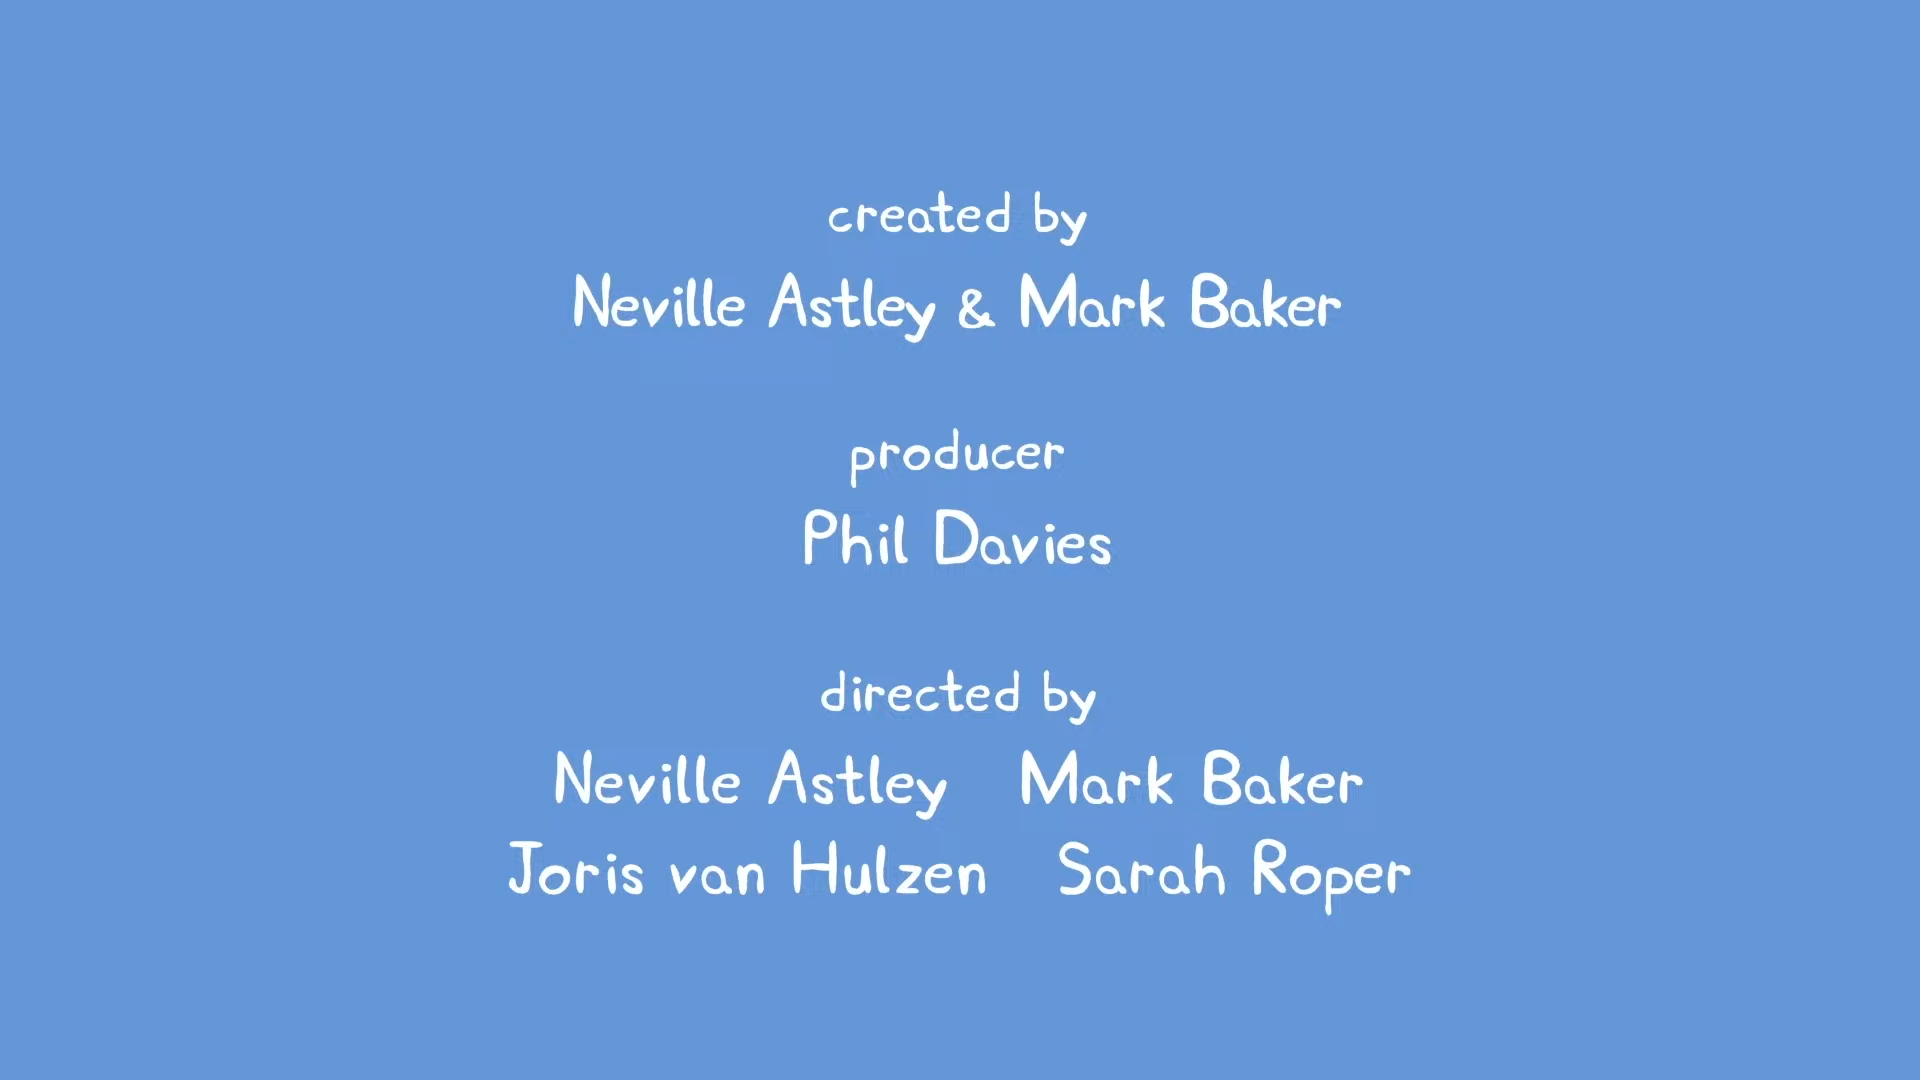 created by
Neville Astley & Mark Baker
producer
Phil Davies
directed by
Neville Astley Mark Baker
Joris van Hulzen Sarah Roper